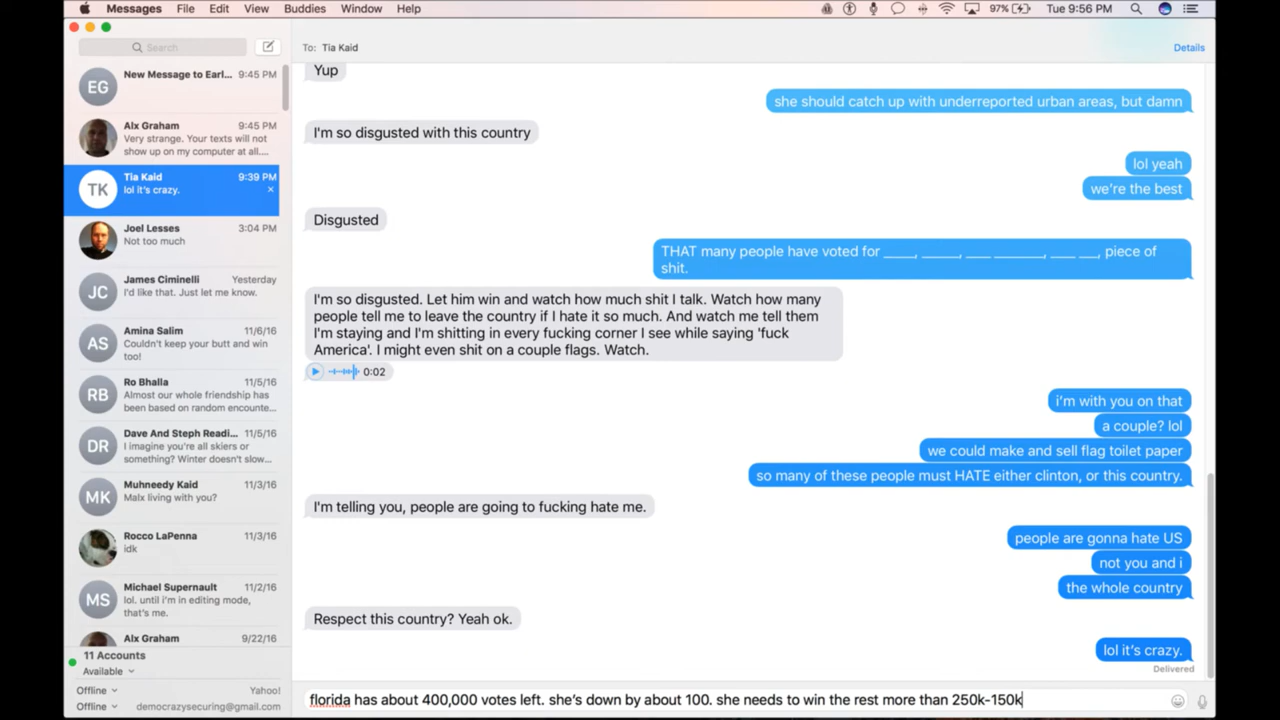 Messages File Edit View Buddies Window Help 97% Tue 9:56 PM
Search
To: Tia Kaid Details
EG
New Message to Earl... 9:45 PM
Alx Graham 9:45 PM
Very strange. Your texts will
not show up on my computer at all....
TK
Tia Kaid 9:39 PM
lol it's crazy.
Joel Lesses 3:04 PM
Not too much
JC
James Ciminelli Yesterday
I'd like that. Just let me know.
AS
Amina Salim 11/6/16
Couldn't keep your butt and win
too!
RB
Ro Bhalla 11/5/16
Almost our whole friendship has
been based on random encounte...
DR
Dave And Steph Readi... 11/5/16
I imagine you're all skiers or
something? Winter doesn't slow...
MK
Muhneedy Kaid 11/3/16
Malx living with you?
Rocco LaPenna 11/3/16
idk
MS
Michael Supernault 11/2/16
lol. until i'm in editing mode,
that's me.
Alx Graham 9/22/16
11 Accounts
Available
Offline Yahoo!
Offline democrazysecuring@gmail.com
Yup
she should catch up with underreported urban areas, but damn
I'm so disgusted with this country
lol yeah
we're the best
Disgusted
THAT many people have voted for ____, _____, ___ ______, ___ __, piece of
shit.
I'm so disgusted. Let him win and watch how much shit I talk. Watch how many
people tell me to leave the country if I hate it so much. And watch me tell them
I'm staying and I'm shitting in every fucking corner I see while saying 'fuck
America'. I might even shit on a couple flags. Watch.
0:02
i'm with you on that
a couple? lol
we could make and sell flag toilet paper
so many of these people must HATE either clinton, or this country.
I'm telling you, people are going to fucking hate me.
people are gonna hate US
not you and i
the whole country
Respect this country? Yeah ok.
lol it's crazy.
Delivered
florida has about 400,000 votes left. she's down by about 100. she needs to win the rest more than 250k-150k